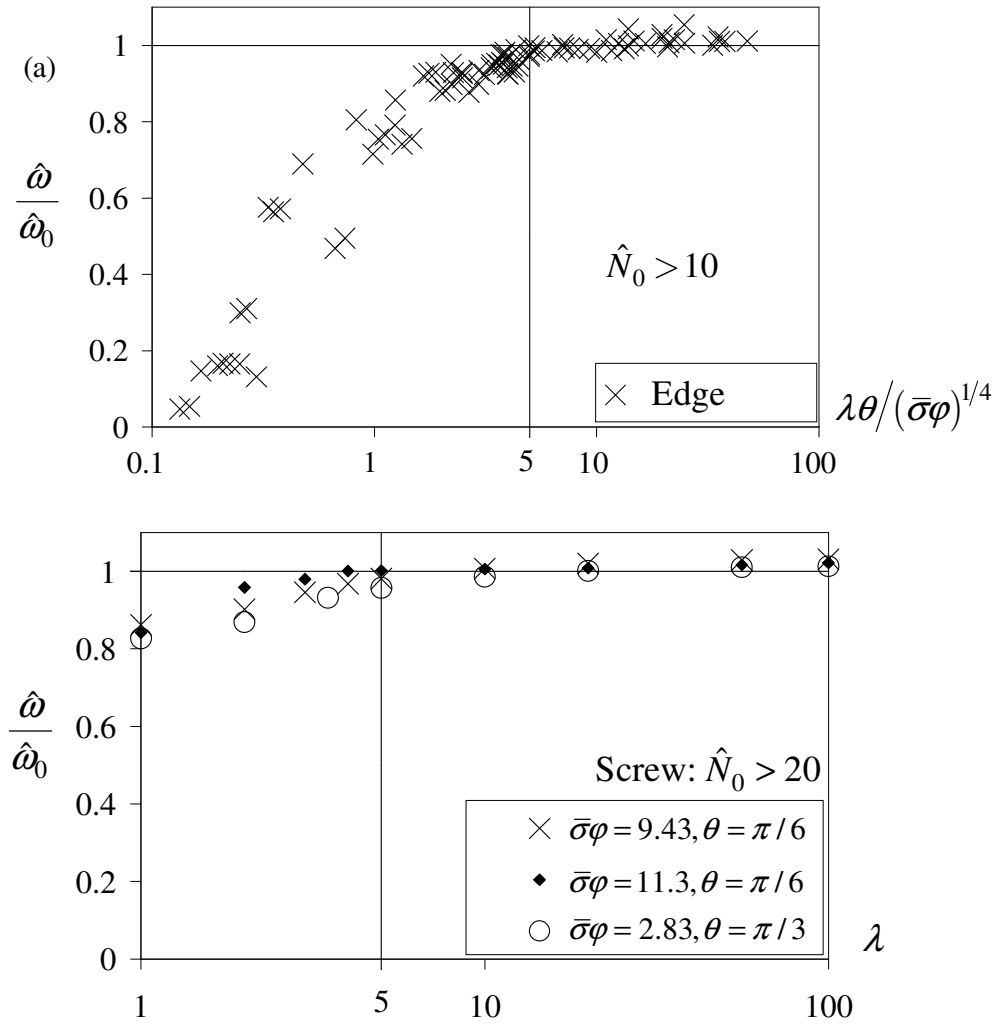 1
(a)
0.8
ω̂/ω̂₀
0.6
0.4
N̂₀ > 10
0.2
Edge
λθ/(σ̄φ)^{1/4}
0
0.1 1 5 10 100
1
0.8
ω̂/ω̂₀
0.6
Screw: N̂₀ > 20
0.4
σ̄φ = 9.43, θ = π/6
0.2
σ̄φ = 11.3, θ = π/6
σ̄φ = 2.83, θ = π/3
λ
0
1 5 10 100